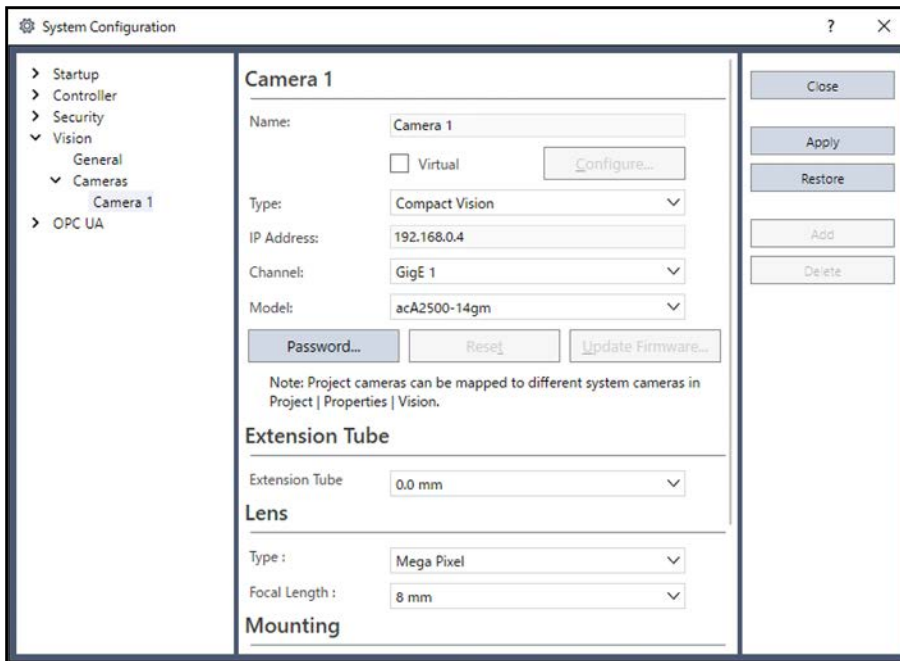 System Configuration
?
Startup
Controller
Security
Vision
General
Cameras
Camera 1
OPC UA
Camera 1
Name:
Camera 1
Virtual
Configure...
Type:
Compact Vision
IP Address:
192.168.0.4
Channel:
GigE 1
Model:
acA2500-14gm
Password...
Reset
Update Firmware...
Note: Project cameras can be mapped to different system cameras in
Project | Properties | Vision.
Extension Tube
Extension Tube
0.0 mm
Lens
Type :
Mega Pixel
Focal Length :
8 mm
Mounting
Close
Apply
Restore
Add
Delete